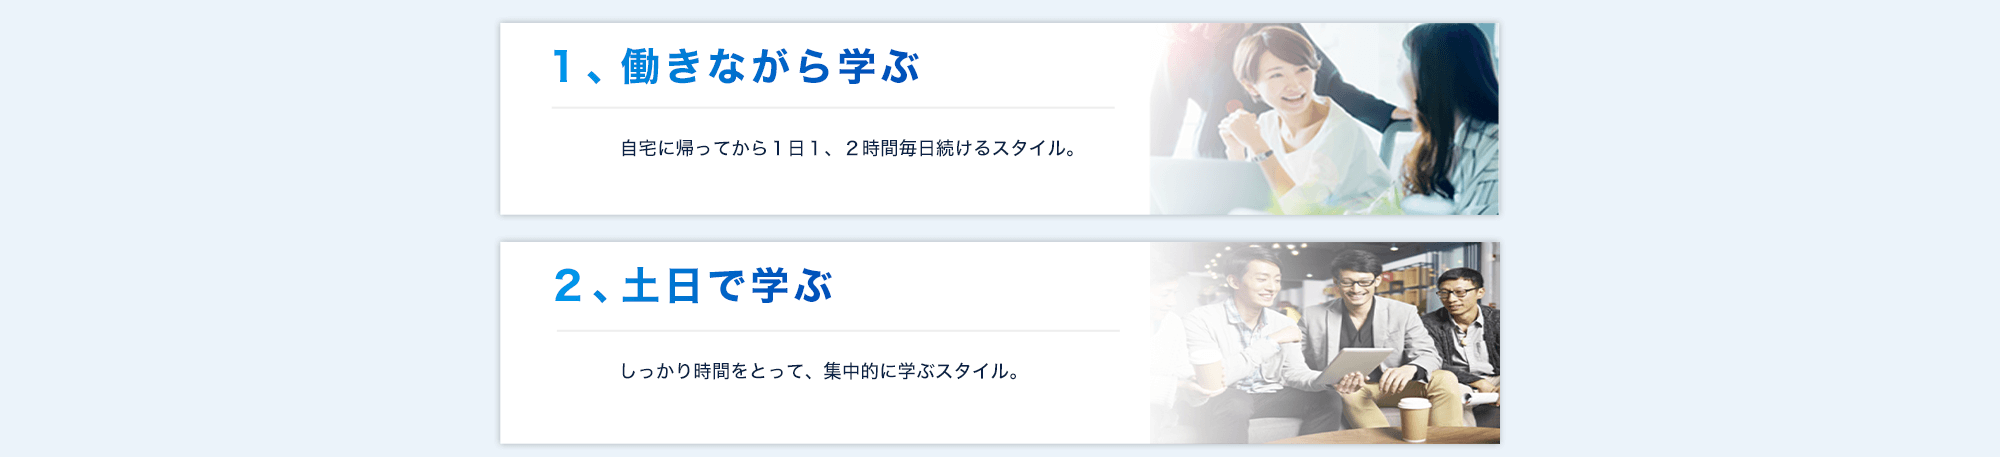 １、働きながら学ぶ
自宅に帰ってから１日１、２時間毎日続けるスタイル。
２、土日で学ぶ
しっかり時間をとって、集中的に学ぶスタイル。